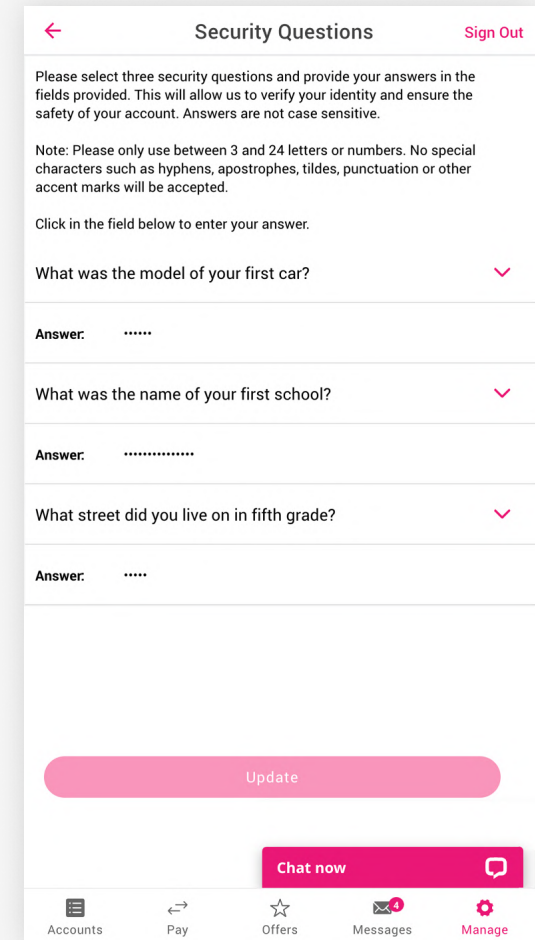 Security Questions
Sign Out
Please select three security questions and provide your answers in the
fields provided. This will allow us to verify your identity and ensure the
safety of your account. Answers are not case sensitive.
Note: Please only use between 3 and 24 letters or numbers. No special
characters such as hyphens, apostrophes, tildes, punctuation or other
accent marks will be accepted.
Click in the field below to enter your answer.
What was the model of your first car?
Answer: ••••••
What was the name of your first school?
Answer: •••••••••••••••
What street did you live on in fifth grade?
Answer: •••••
Update
Chat now
4
Accounts Pay Offers Messages Manage